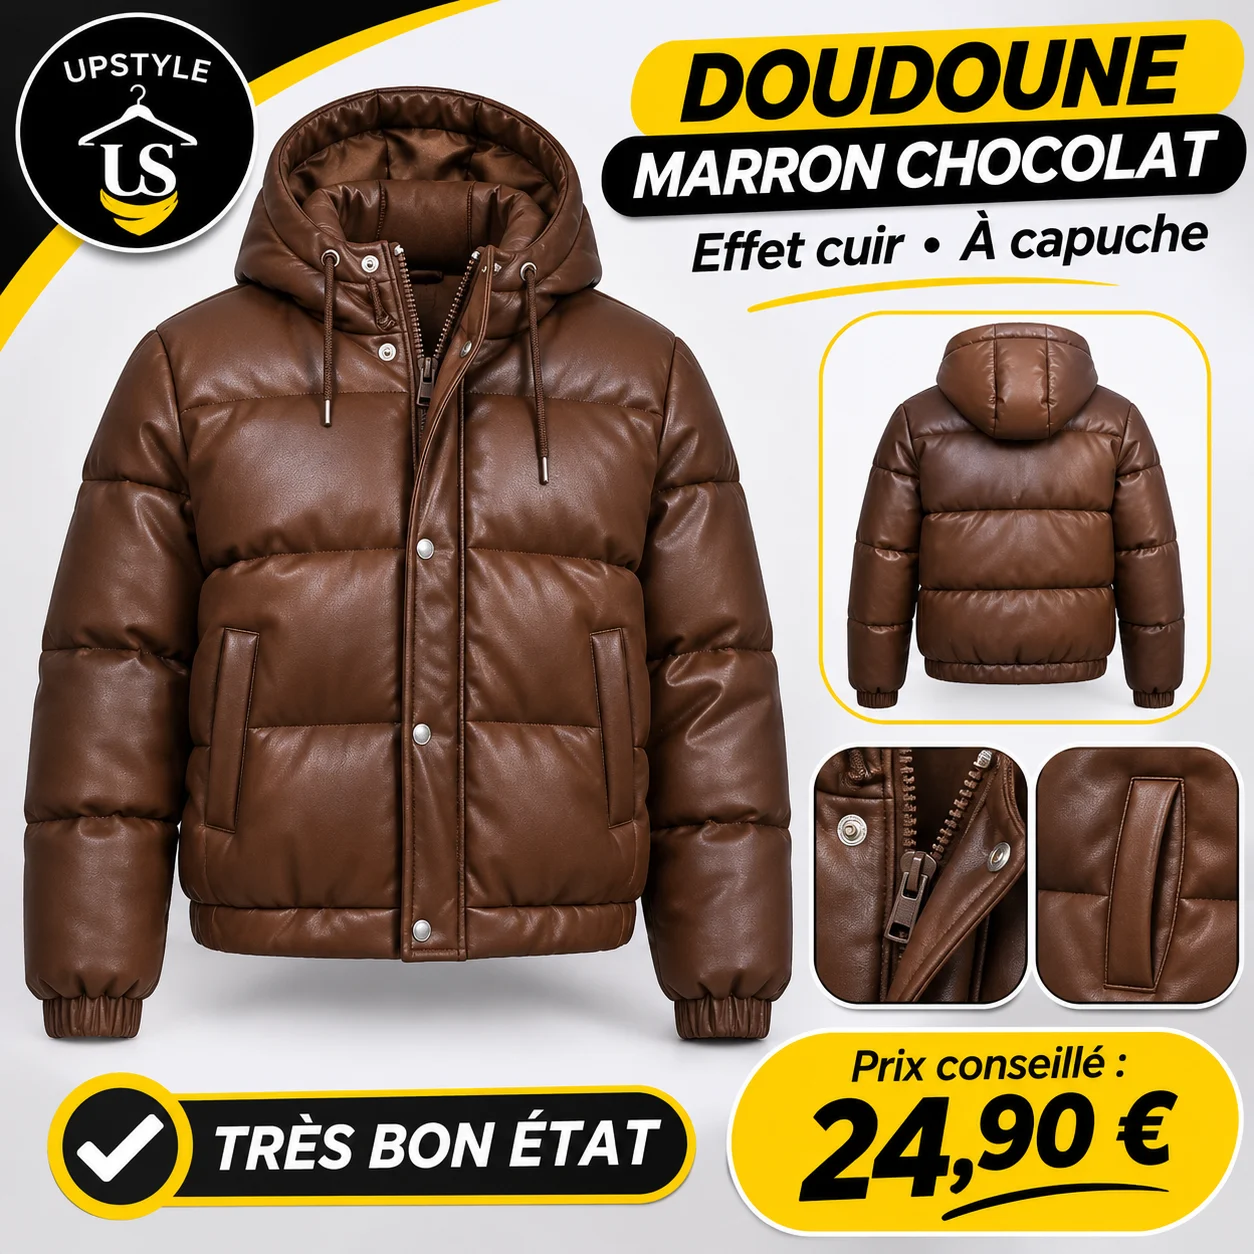 UPSTYLE
US
DOUDOUNE
MARRON CHOCOLAT
Effet cuir • À capuche
TRÈS BON ÉTAT
Prix conseillé :
24,90 €